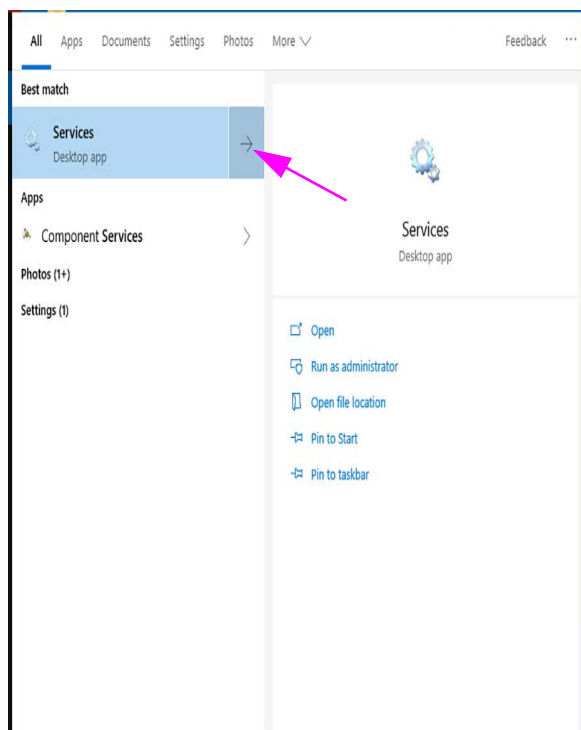 All Apps Documents Settings Photos More Feedback ...
Best match
Services
Desktop app
Apps
Component Services
Photos (1+)
Settings (1)
Services
Desktop app
Open
Run as administrator
Open file location
Pin to Start
Pin to taskbar